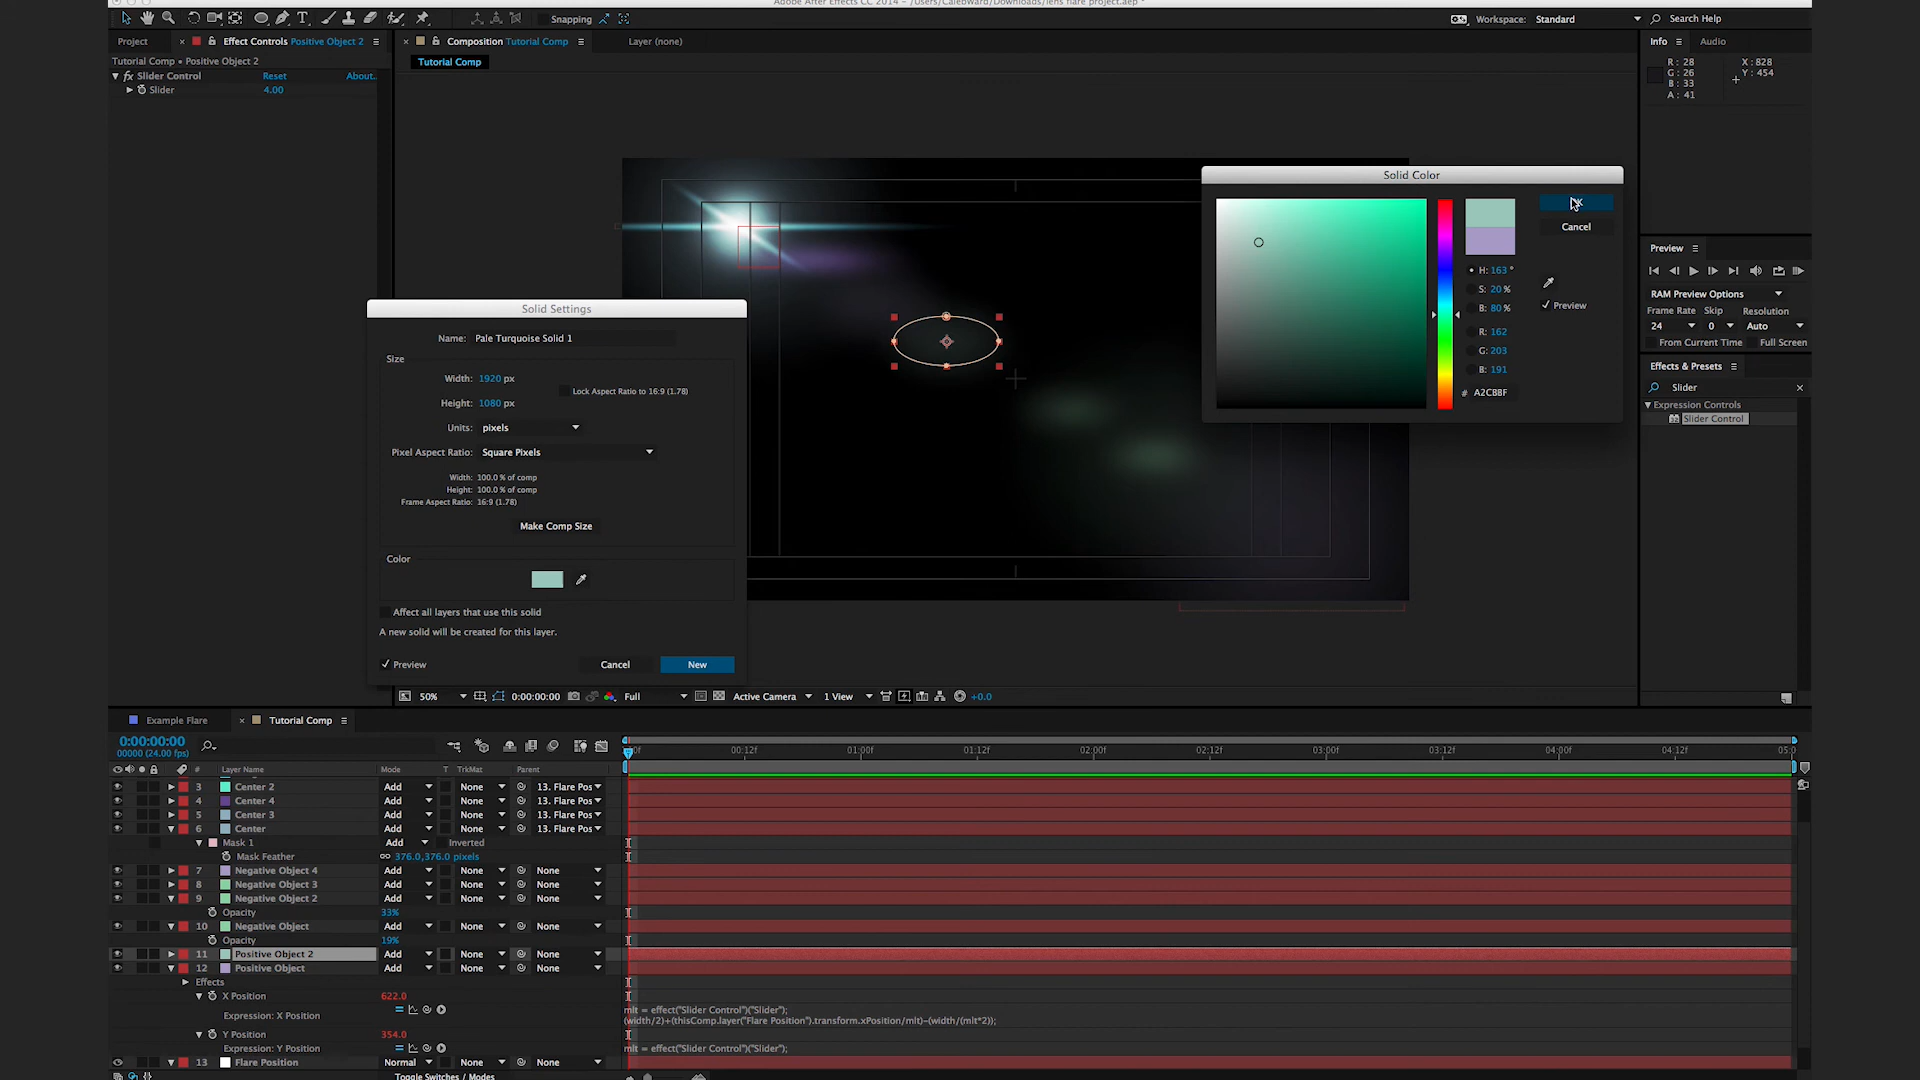 Adobe After Effects CC 2014 - /Users/CalebWard/Downloads/lens flare project.aep *
Snapping
Workspace: Standard
Search Help
Project
Effect Controls Positive Object 2
Composition Tutorial Comp
Layer (none)
Info
Audio
Tutorial Comp • Positive Object 2
Tutorial Comp
fx Slider Control Reset About...
Slider 4.00
R: 28
G: 26
B: 33
A: 41
X: 828
Y: 454
Solid Color
Cancel
H: 163 °
S: 20 %
B: 80 %
Preview
R: 162
G: 203
B: 191
# A2CBBF
Preview
RAM Preview Options
Frame Rate Skip Resolution
24 0 Auto
From Current Time Full Screen
Effects & Presets
Slider
Expression Controls
Slider Control
Solid Settings
Name: Pale Turquoise Solid 1
Size
Width: 1920 px
Lock Aspect Ratio to 16:9 (1.78)
Height: 1080 px
Units: pixels
Pixel Aspect Ratio: Square Pixels
Width: 100.0 % of comp
Height: 100.0 % of comp
Frame Aspect Ratio: 16:9 (1.78)
Make Comp Size
Color
Affect all layers that use this solid
A new solid will be created for this layer.
Preview Cancel New
50% 0:00:00:00 Full Active Camera 1 View +0.0
Example Flare
Tutorial Comp
0:00:00:00
00000 (24.00 fps)
00:12f 01:00f 01:12f 02:00f 02:12f 03:00f 03:12f 04:00f 04:12f
# Layer Name Mode T TrkMat Parent
3 Center 2 Add None 13. Flare Pos
4 Center 4 Add None 13. Flare Pos
5 Center 3 Add None 13. Flare Pos
6 Center Add None 13. Flare Pos
Mask 1 Add Inverted
Mask Feather 376.0,376.0 pixels
7 Negative Object 4 Add None None
8 Negative Object 3 Add None None
9 Negative Object 2 Add None None
Opacity 33%
10 Negative Object Add None None
Opacity 19%
11 Positive Object 2 Add None None
12 Positive Object Add None None
Effects
X Position 622.0
Expression: X Position
mlt = effect("Slider Control")("Slider");
(width/2)+(thisComp.layer("Flare Position").transform.xPosition/mlt)-(width/(mlt*2));
Y Position 354.0
Expression: Y Position
mlt = effect("Slider Control")("Slider");
13 Flare Position Normal None
Toggle Switches / Modes